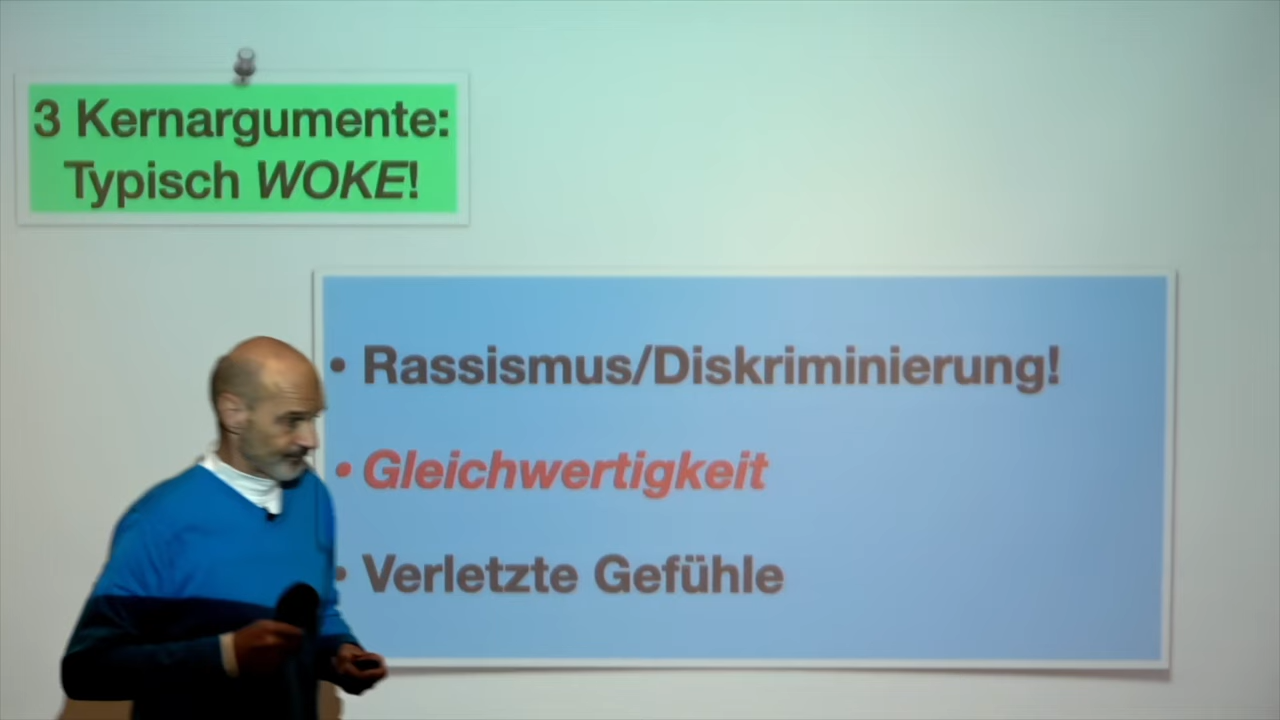 3 Kernargumente:
Typisch WOKE!
• Rassismus/Diskriminierung!
• Gleichwertigkeit
• Verletzte Gefühle